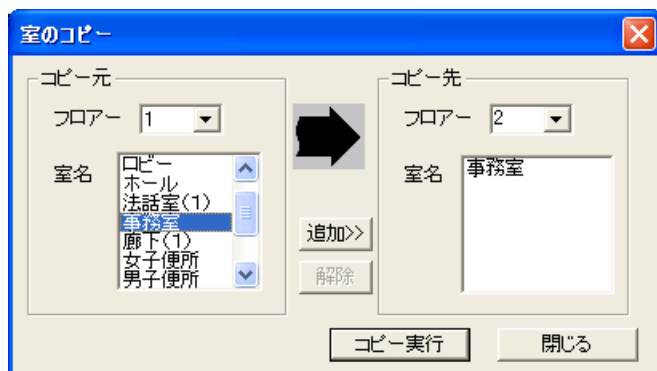 室のコピー
コピー元
フロアー 1
室名
ロビー
ホール
法話室(1)
事務室
廊下(1)
女子便所
男子便所
追加>>
解除
コピー先
フロアー 2
室名
事務室
コピー実行
閉じる